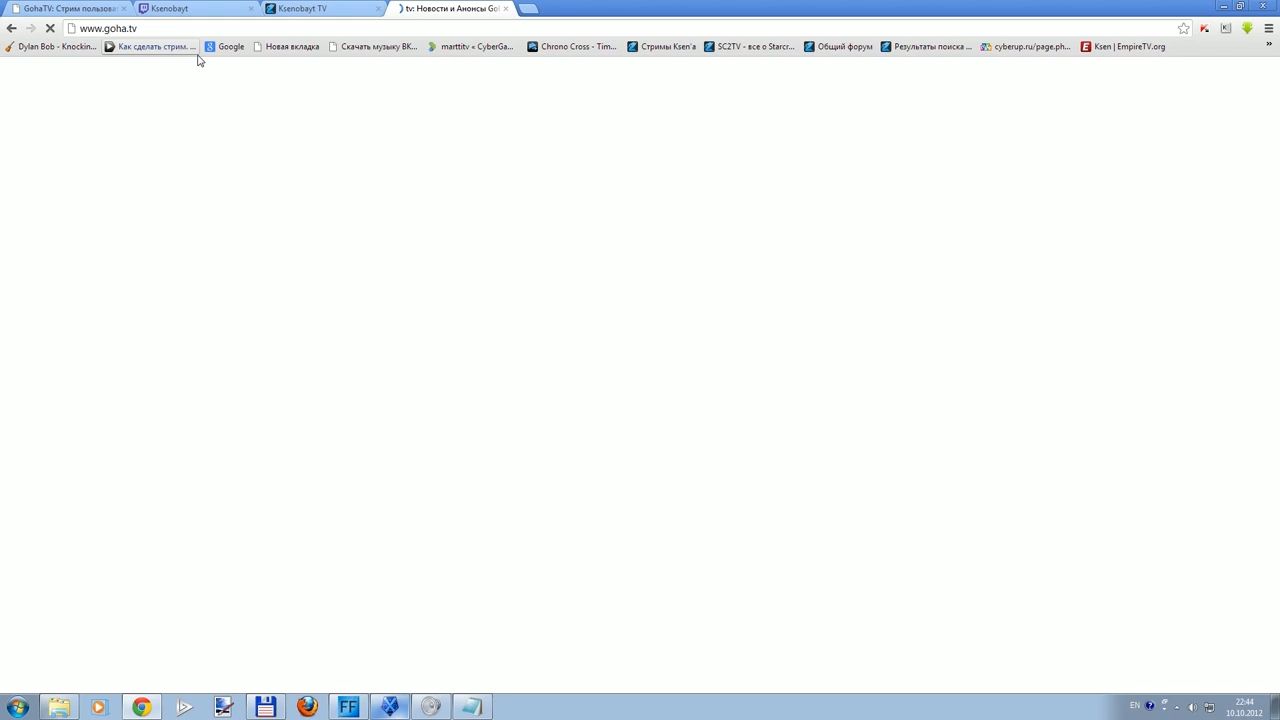 GohaTV: Стрим пользова
Ksenobayt
Ksenobayt TV
tv: Новости и Анонсы Gol
www.goha.tv
Dylan Bob - Knockin...
Как сделать стрим. ...
Google
Новая вкладка
Скачать музыку ВК...
marttitv « CyberGa...
Chrono Cross - Tim...
Стримы Ksen'a
SC2TV - все о Starcr...
Общий форум
Результаты поиска ...
cyberup.ru/page.ph...
Ksen | EmpireTV.org
»
FF
EN
22:44
10.10.2012